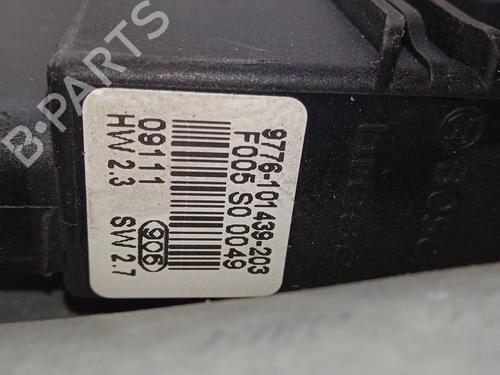 B-PARTS
9776-101439-203
F005 S0 0049
09111 906
HW 2.3 SW 2.7